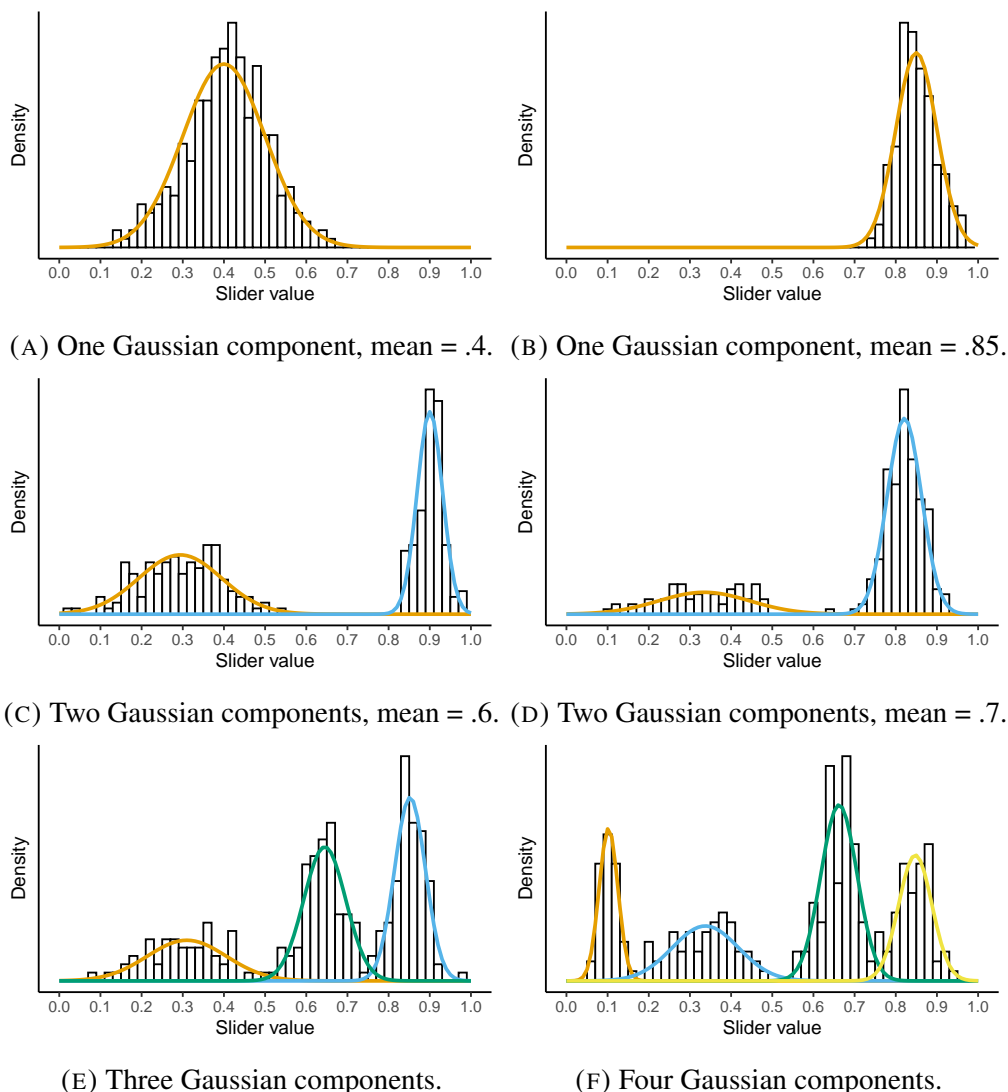 Density
Density
0.0 0.1 0.2 0.3 0.4 0.5 0.6 0.7 0.8 0.9 1.0
0.0 0.1 0.2 0.3 0.4 0.5 0.6 0.7 0.8 0.9 1.0
Slider value
Slider value
(A) One Gaussian component, mean = .4.
(B) One Gaussian component, mean = .85.
Density
Density
0.0 0.1 0.2 0.3 0.4 0.5 0.6 0.7 0.8 0.9 1.0
0.0 0.1 0.2 0.3 0.4 0.5 0.6 0.7 0.8 0.9 1.0
Slider value
Slider value
(C) Two Gaussian components, mean = .6.
(D) Two Gaussian components, mean = .7.
Density
Density
0.0 0.1 0.2 0.3 0.4 0.5 0.6 0.7 0.8 0.9 1.0
0.0 0.1 0.2 0.3 0.4 0.5 0.6 0.7 0.8 0.9 1.0
Slider value
Slider value
(E) Three Gaussian components.
(F) Four Gaussian components.